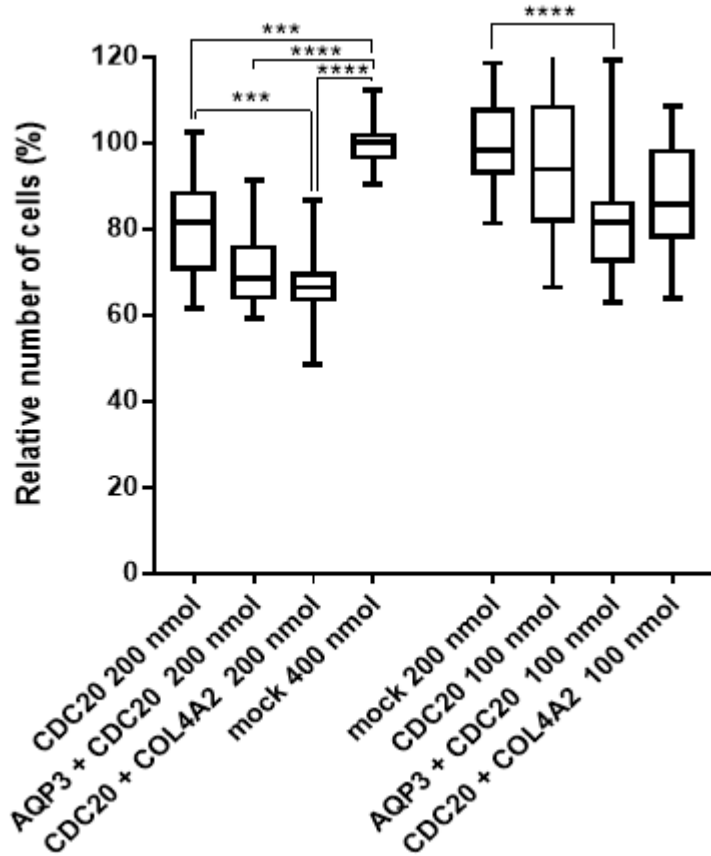 *** ****
****
****
***
120
100
80
60
40
20
0
Relative number of cells (%)
CDC20 200 nmol
AQP3 + CDC20 200 nmol
CDC20 + COL4A2 200 nmol
mock 400 nmol
mock 200 nmol
CDC20 100 nmol
AQP3 + CDC20 100 nmol
CDC20 + COL4A2 100 nmol